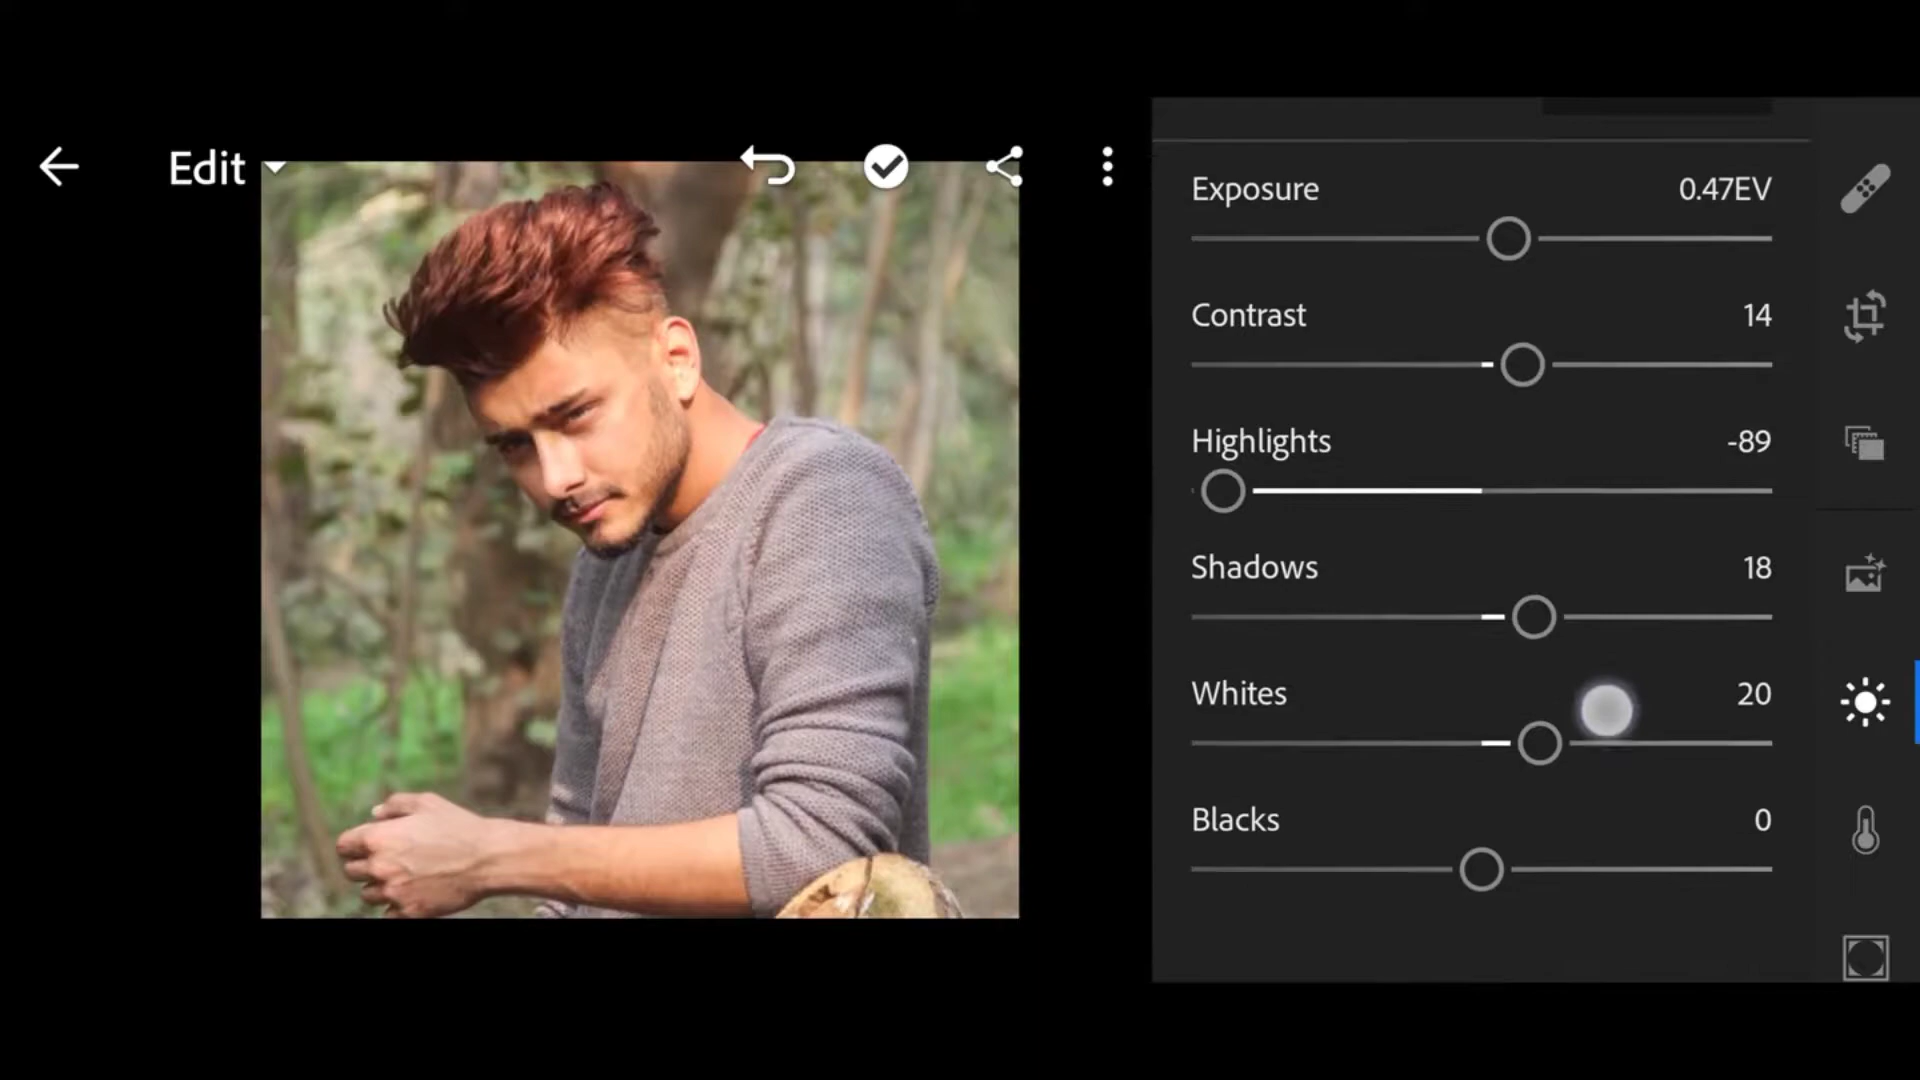 Edit
Exposure 0.47EV
Contrast 14
Highlights -89
Shadows 18
Whites 20
Blacks 0